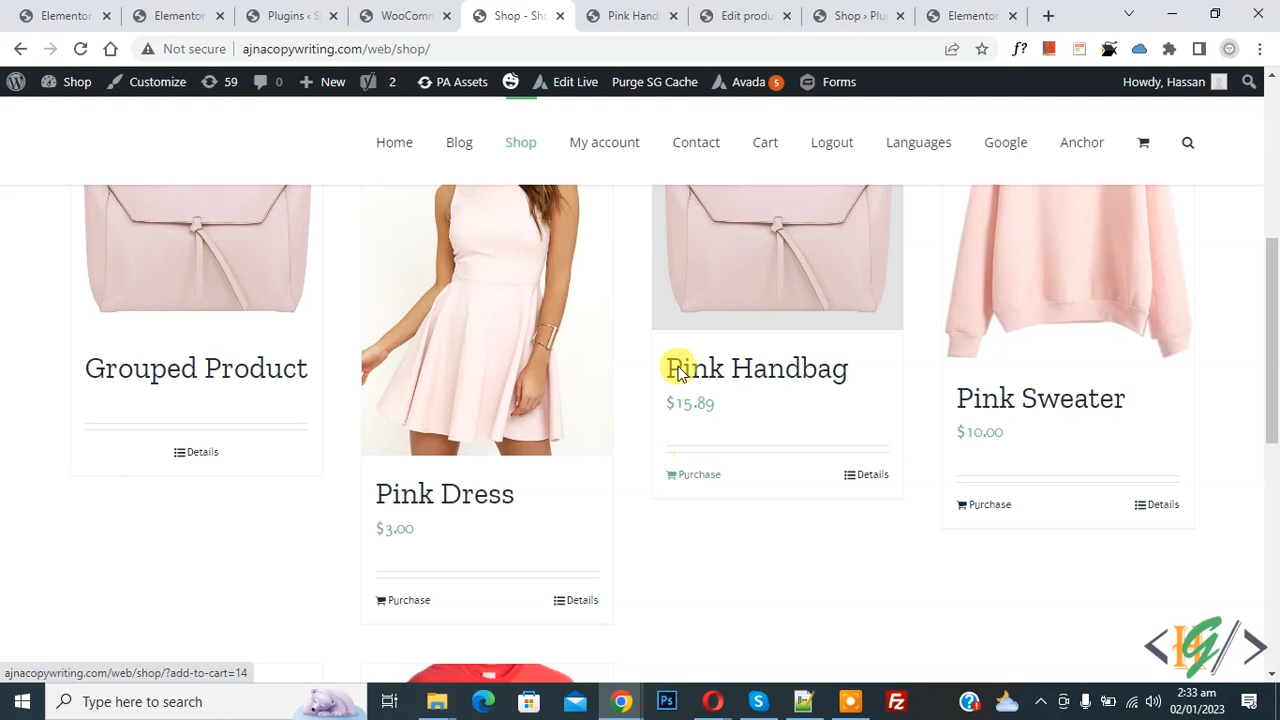 Elementor
Elementor
Plugins ‹ S
WooComm
Shop - Sho
Pink Hand
Edit produ
Shop › Plu
Elementor
Not secure
ajnacopywriting.com/web/shop/
f?
Shop
Customize
59
0
New
2
PA Assets
Edit Live
Purge SG Cache
Avada 5
Forms
Howdy, Hassan
Home
Blog
Shop
My account
Contact
Cart
Logout
Languages
Google
Anchor
Grouped Product
Details
Pink Dress
$3.00
Purchase
Details
Pink Handbag
$15.89
Purchase
Details
Pink Sweater
$10.00
Purchase
Details
ajnacopywriting.com/web/shop/?add-to-cart=14
Type here to search
Ps
2:33 am
02/01/2023